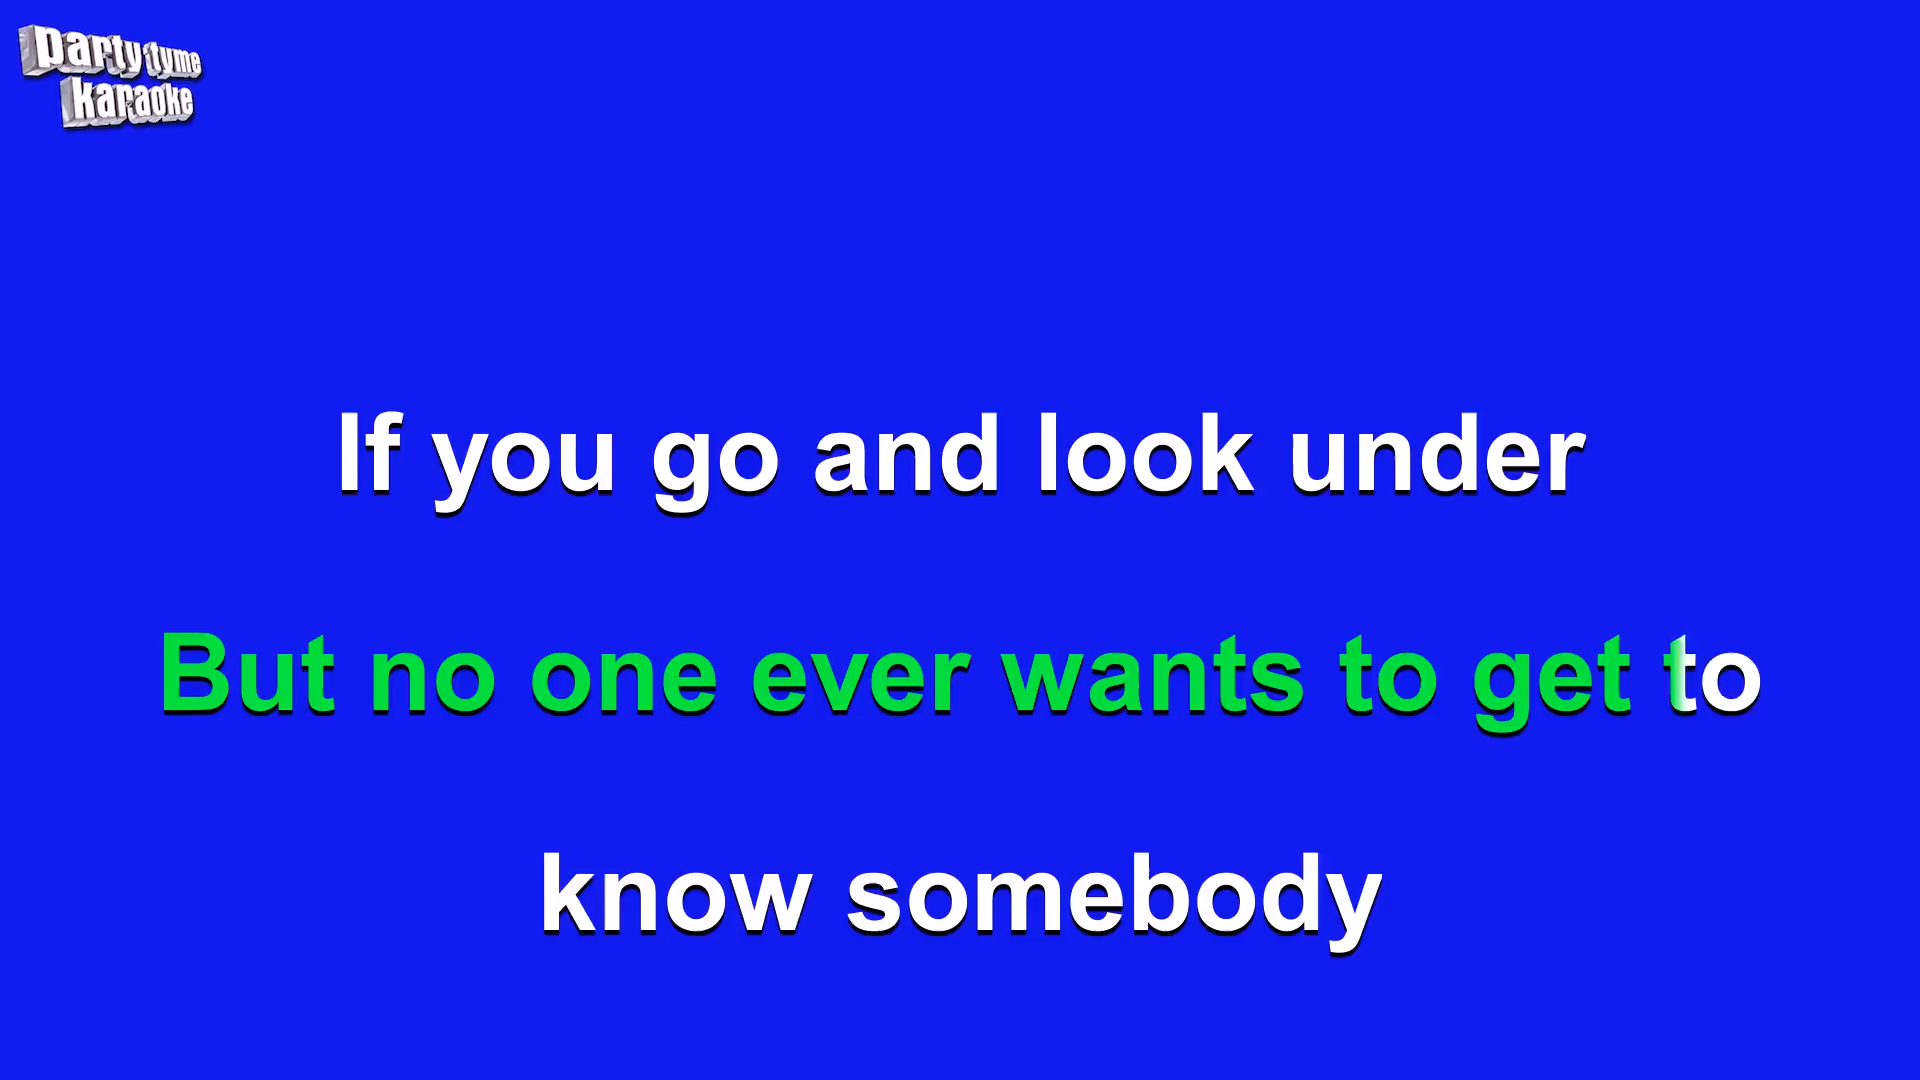 party tyme
karaoke
If you go and look under
But no one ever wants to get to
know somebody